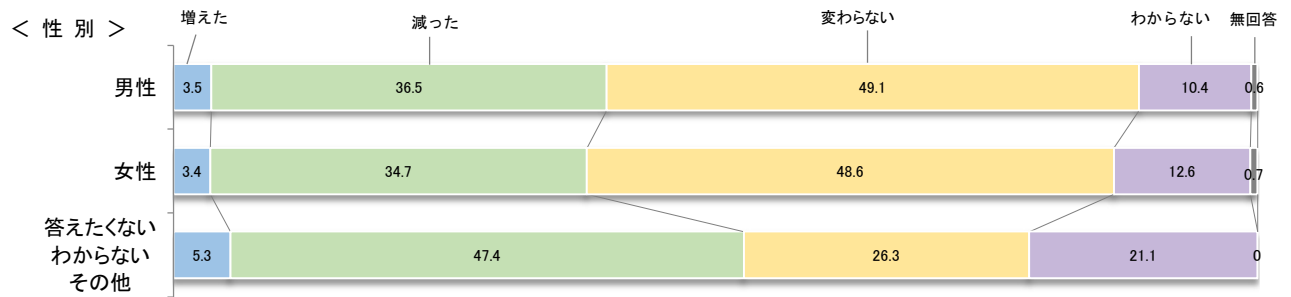 ＜ 性 別 ＞
増えた 減った 変わらない わからない 無回答
男性 3.5 36.5 49.1 10.4 0.6
女性 3.4 34.7 48.6 12.6 0.7
答えたくない
わからない
その他
5.3 47.4 26.3 21.1 0